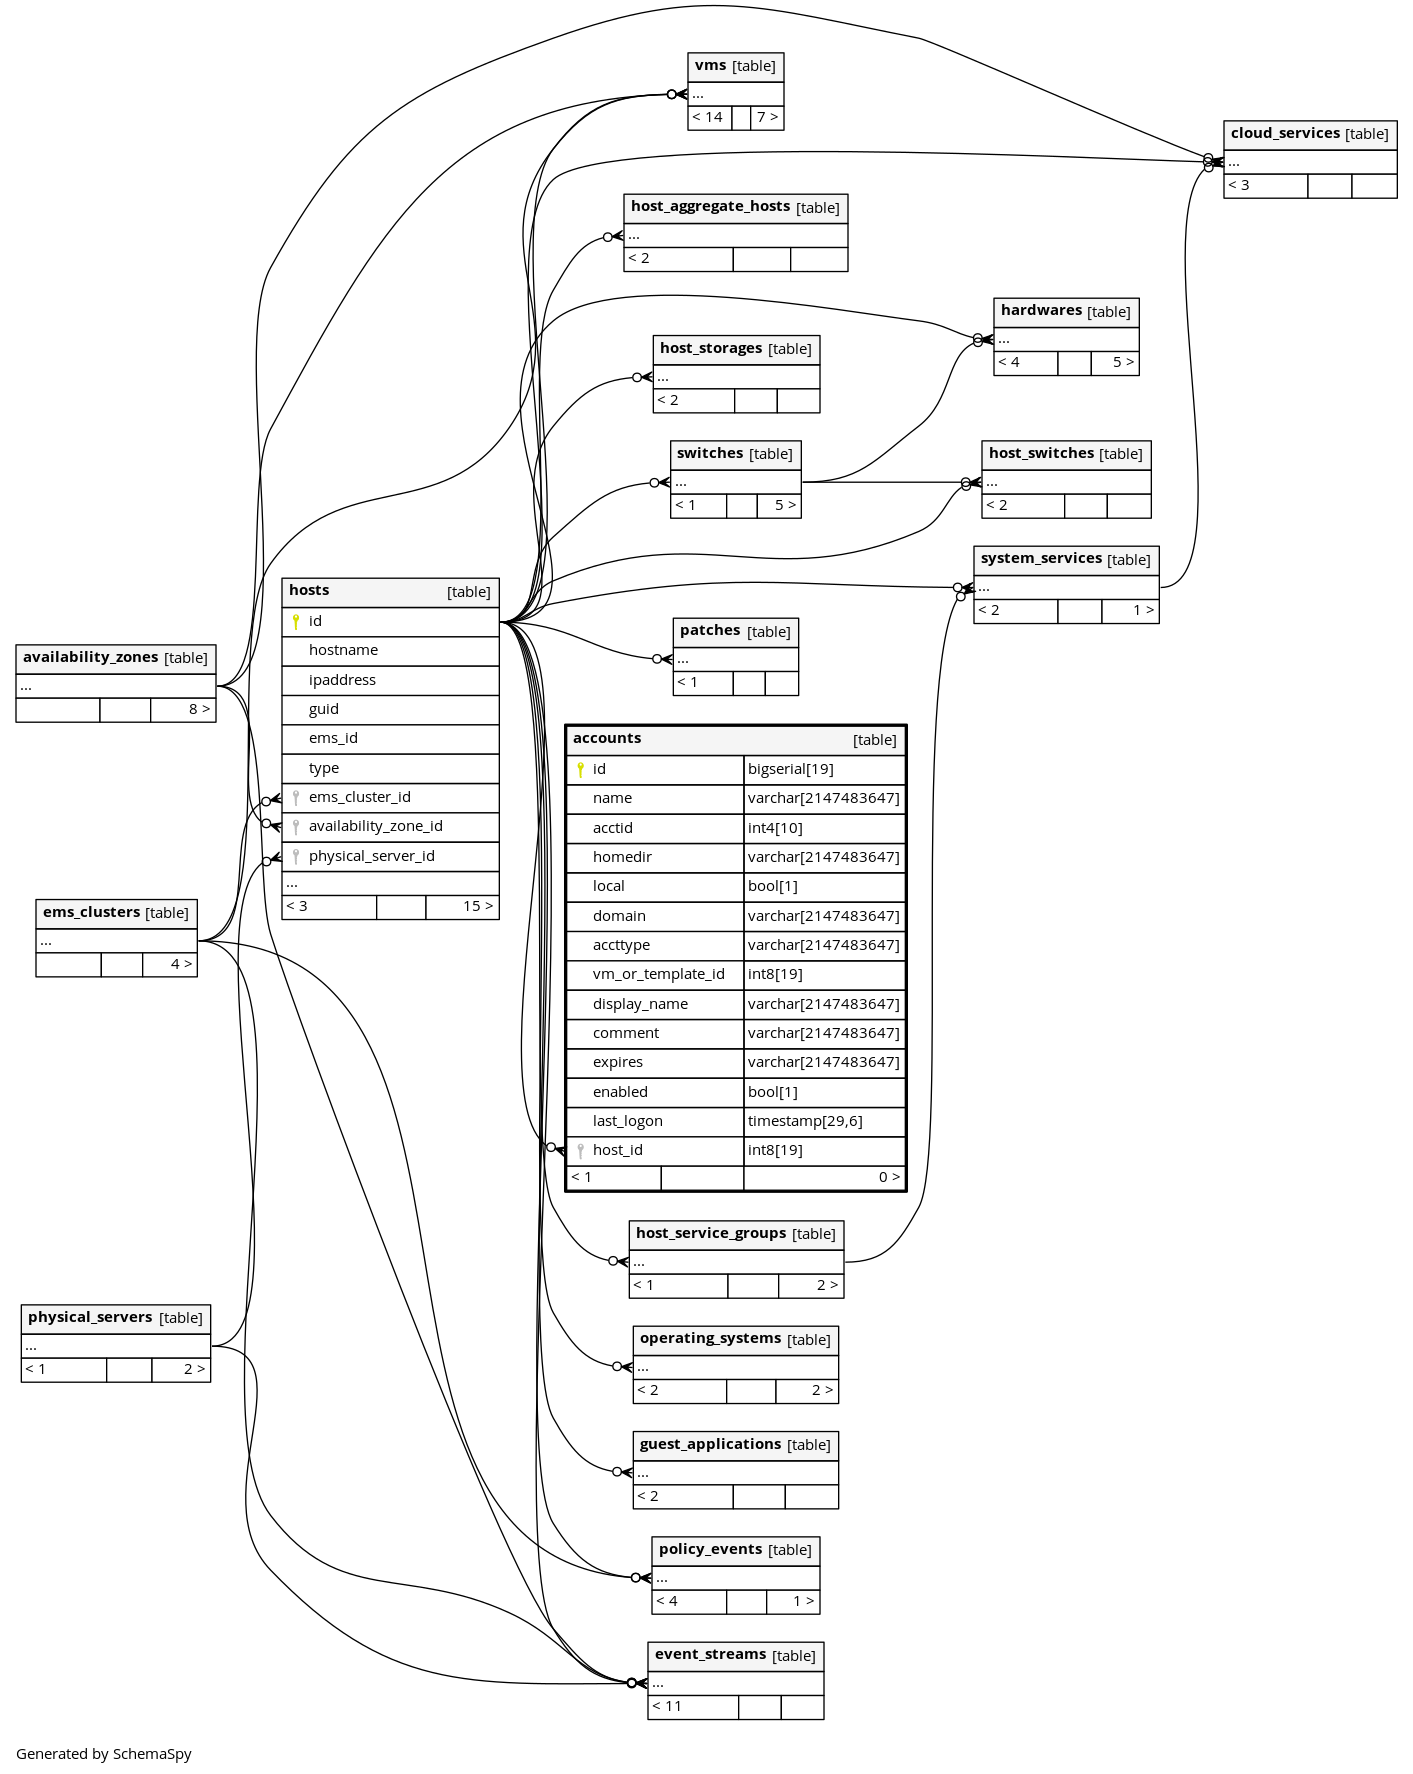 vms [table]
...
< 14 7 >
cloud_services [table]
...
< 3
host_aggregate_hosts [table]
...
< 2
hardwares [table]
...
< 4 5 >
host_storages [table]
...
< 2
switches [table]
...
< 1 5 >
host_switches [table]
...
< 2
system_services [table]
...
< 2 1 >
hosts [table]
id
hostname
ipaddress
guid
ems_id
type
ems_cluster_id
availability_zone_id
physical_server_id
...
< 3 15 >
patches [table]
...
< 1
availability_zones [table]
...
8 >
accounts [table]
id bigserial[19]
name varchar[2147483647]
acctid int4[10]
homedir varchar[2147483647]
local bool[1]
domain varchar[2147483647]
accttype varchar[2147483647]
vm_or_template_id int8[19]
display_name varchar[2147483647]
comment varchar[2147483647]
expires varchar[2147483647]
enabled bool[1]
last_logon timestamp[29,6]
host_id int8[19]
< 1 0 >
ems_clusters [table]
...
4 >
host_service_groups [table]
...
< 1 2 >
physical_servers [table]
...
< 1 2 >
operating_systems [table]
...
< 2 2 >
guest_applications [table]
...
< 2
policy_events [table]
...
< 4 1 >
event_streams [table]
...
< 11
Generated by SchemaSpy